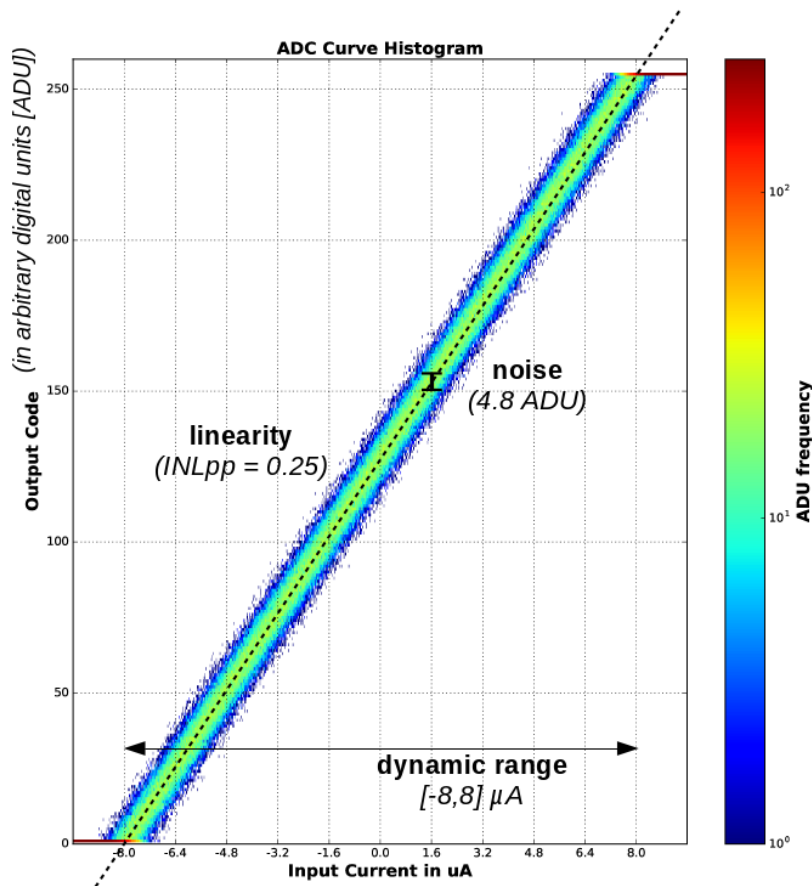 ADC Curve Histogram
(in arbitrary digital units [ADU])
Output Code
260
250
200
150
100
50
0
linearity
(INLpp = 0.25)
noise
(4.8 ADU)
dynamic range
[-8,8] µA
-8.0 -6.4 -4.8 -3.2 -1.6 0.0 1.6 3.2 4.8 6.4 8.0
Input Current in uA
10²
10¹
10⁰
ADU frequency